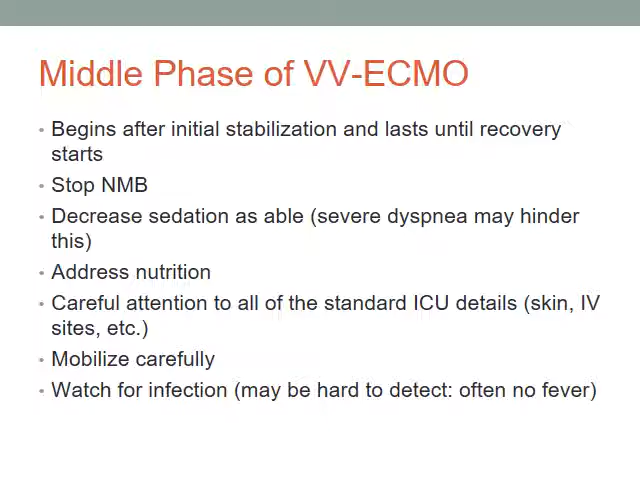 Middle Phase of VV-ECMO
• Begins after initial stabilization and lasts until recovery
starts
• Stop NMB
• Decrease sedation as able (severe dyspnea may hinder
this)
• Address nutrition
• Careful attention to all of the standard ICU details (skin, IV
sites, etc.)
• Mobilize carefully
• Watch for infection (may be hard to detect: often no fever)